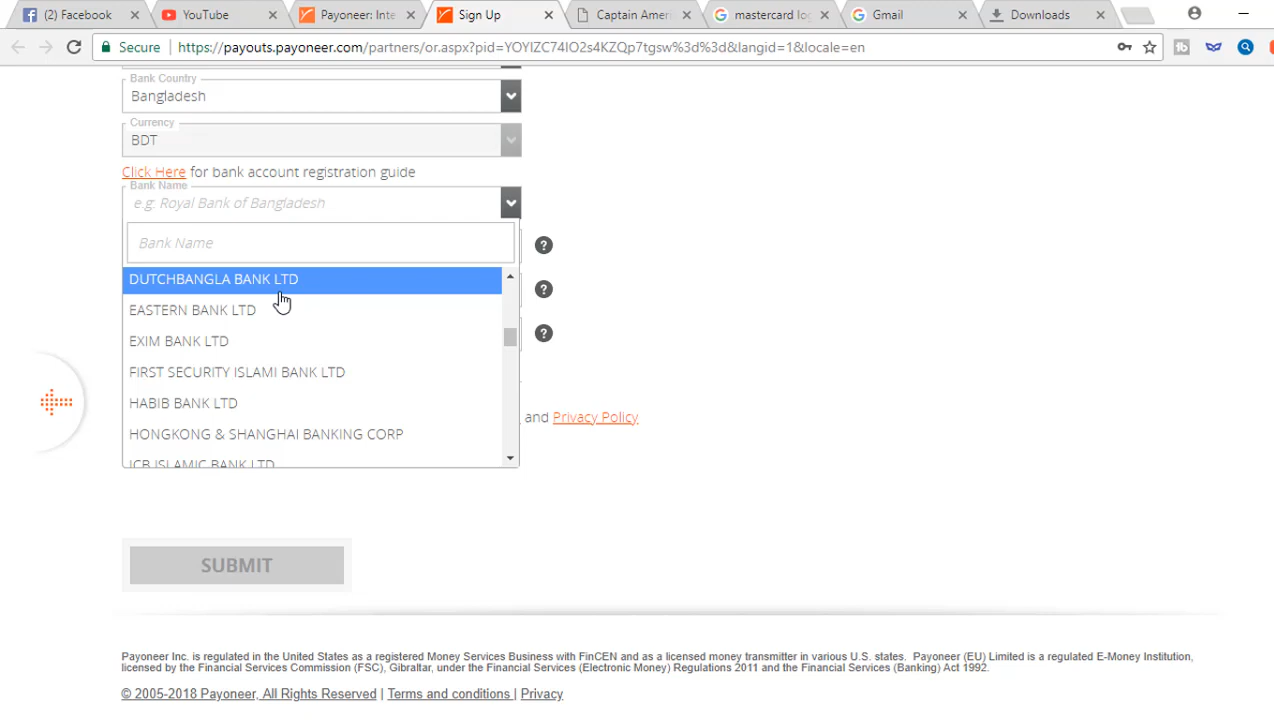 (2) Facebook
YouTube
Payoneer: Inte
Sign Up
Captain Ameri
mastercard log
Gmail
Downloads
Secure
https://payouts.payoneer.com/partners/or.aspx?pid=YOYIZC74IO2s4KZQp7tgsw%3d%3d&langid=1&locale=en
Bank Country
Bangladesh
Currency
BDT
Click Here for bank account registration guide
Bank Name
e.g: Royal Bank of Bangladesh
Bank Name
DUTCHBANGLA BANK LTD
EASTERN BANK LTD
EXIM BANK LTD
FIRST SECURITY ISLAMI BANK LTD
and Privacy Policy
HABIB BANK LTD
HONGKONG & SHANGHAI BANKING CORP
ICB ISLAMIC BANK LTD
SUBMIT
Payoneer Inc. is regulated in the United States as a registered Money Services Business with FinCEN and as a licensed money transmitter in various U.S. states. Payoneer (EU) Limited is a regulated E-Money Institution,
licensed by the Financial Services Commission (FSC), Gibraltar, under the Financial Services (Electronic Money) Regulations 2011 and the Financial Services (Banking) Act 1992.
© 2005-2018 Payoneer, All Rights Reserved | Terms and conditions | Privacy